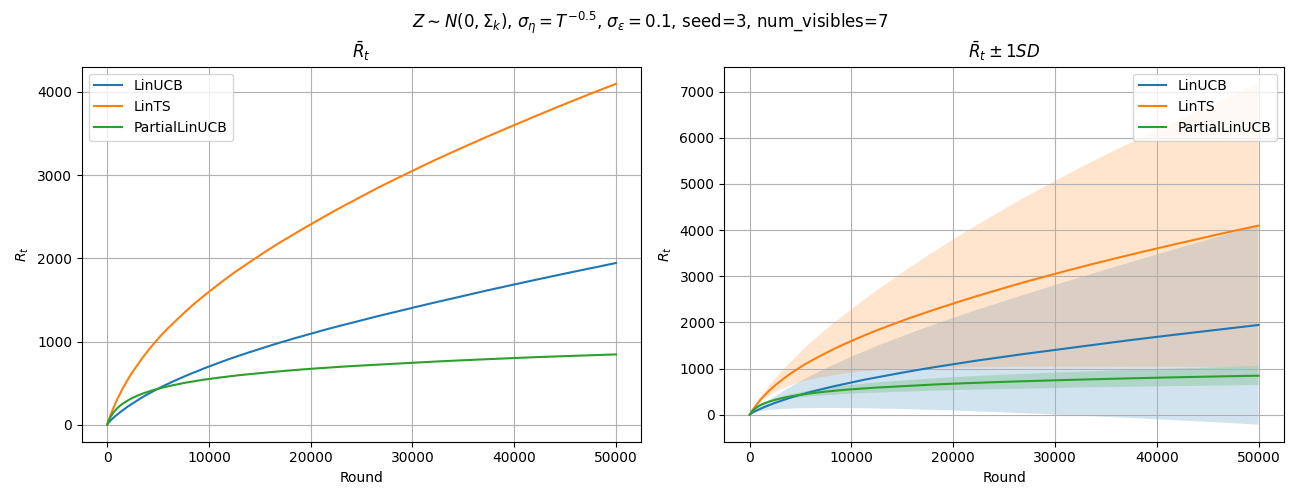 Z ∼ N(0, Σ_k), σ_η = T^{−0.5}, σ_ε = 0.1, seed=3, num_visibles=7
R̄_t
LinUCB
LinTS
PartialLinUCB
4000
3000
2000
1000
0
R_t
0 10000 20000 30000 40000 50000
Round
R̄_t ± 1SD
LinUCB
LinTS
PartialLinUCB
7000
6000
5000
4000
3000
2000
1000
0
R_t
0 10000 20000 30000 40000 50000
Round